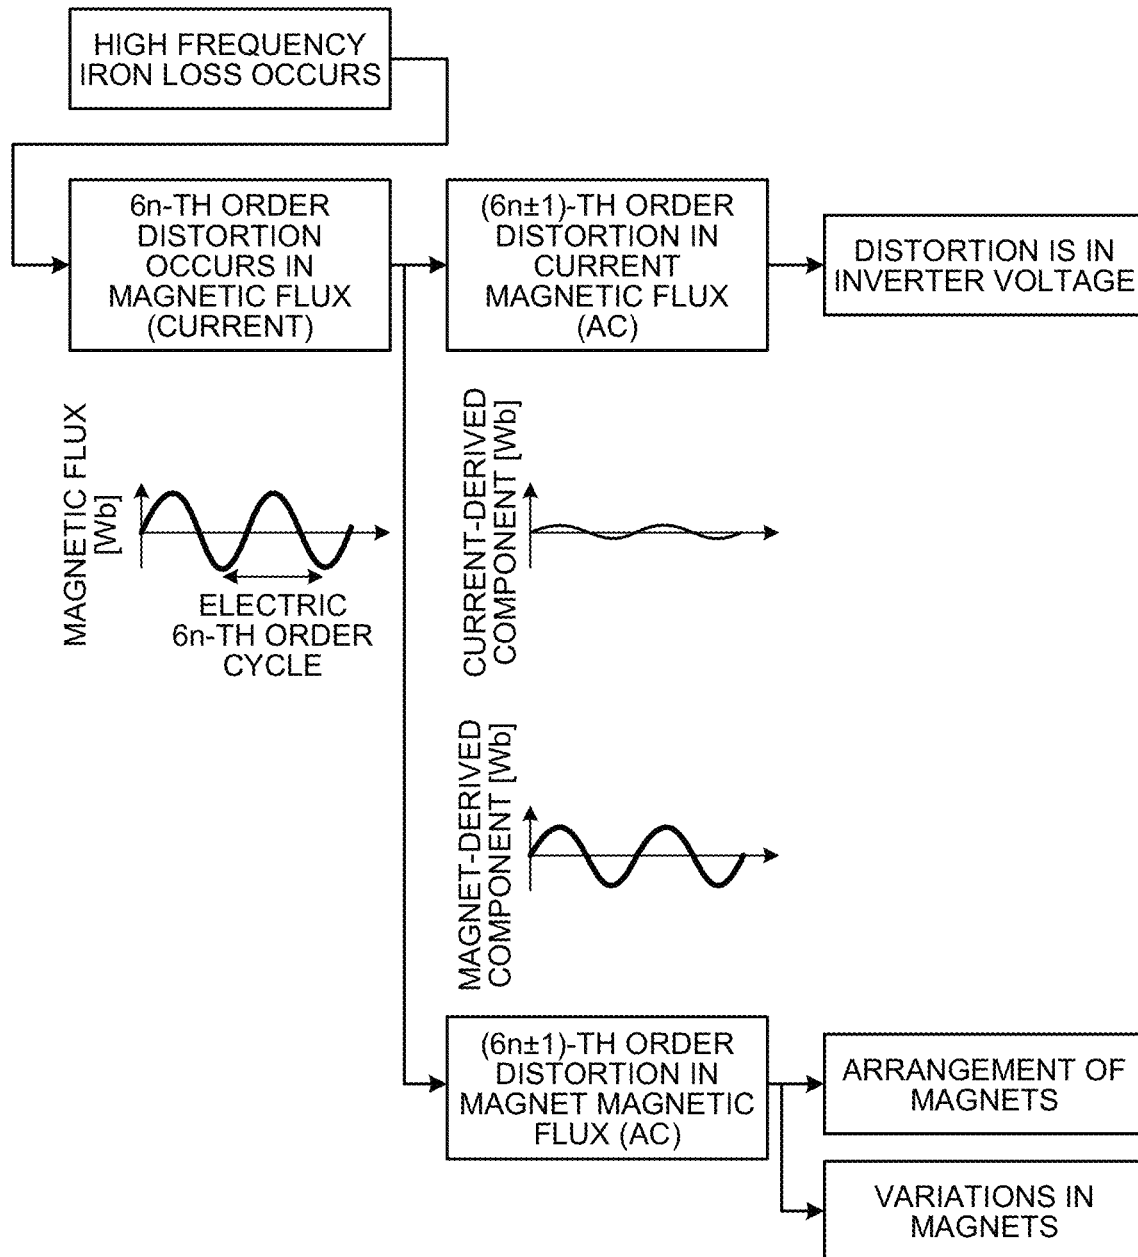 HIGH FREQUENCY
IRON LOSS OCCURS
6n-TH ORDER
DISTORTION
OCCURS IN
MAGNETIC FLUX
(CURRENT)
(6n±1)-TH ORDER
DISTORTION IN
CURRENT
MAGNETIC FLUX
(AC)
DISTORTION IS IN
INVERTER VOLTAGE
MAGNETIC FLUX
[Wb]
ELECTRIC
6n-TH ORDER
CYCLE
CURRENT-DERIVED
COMPONENT [Wb]
MAGNET-DERIVED
COMPONENT [Wb]
(6n±1)-TH ORDER
DISTORTION IN
MAGNET MAGNETIC
FLUX (AC)
ARRANGEMENT OF
MAGNETS
VARIATIONS IN
MAGNETS